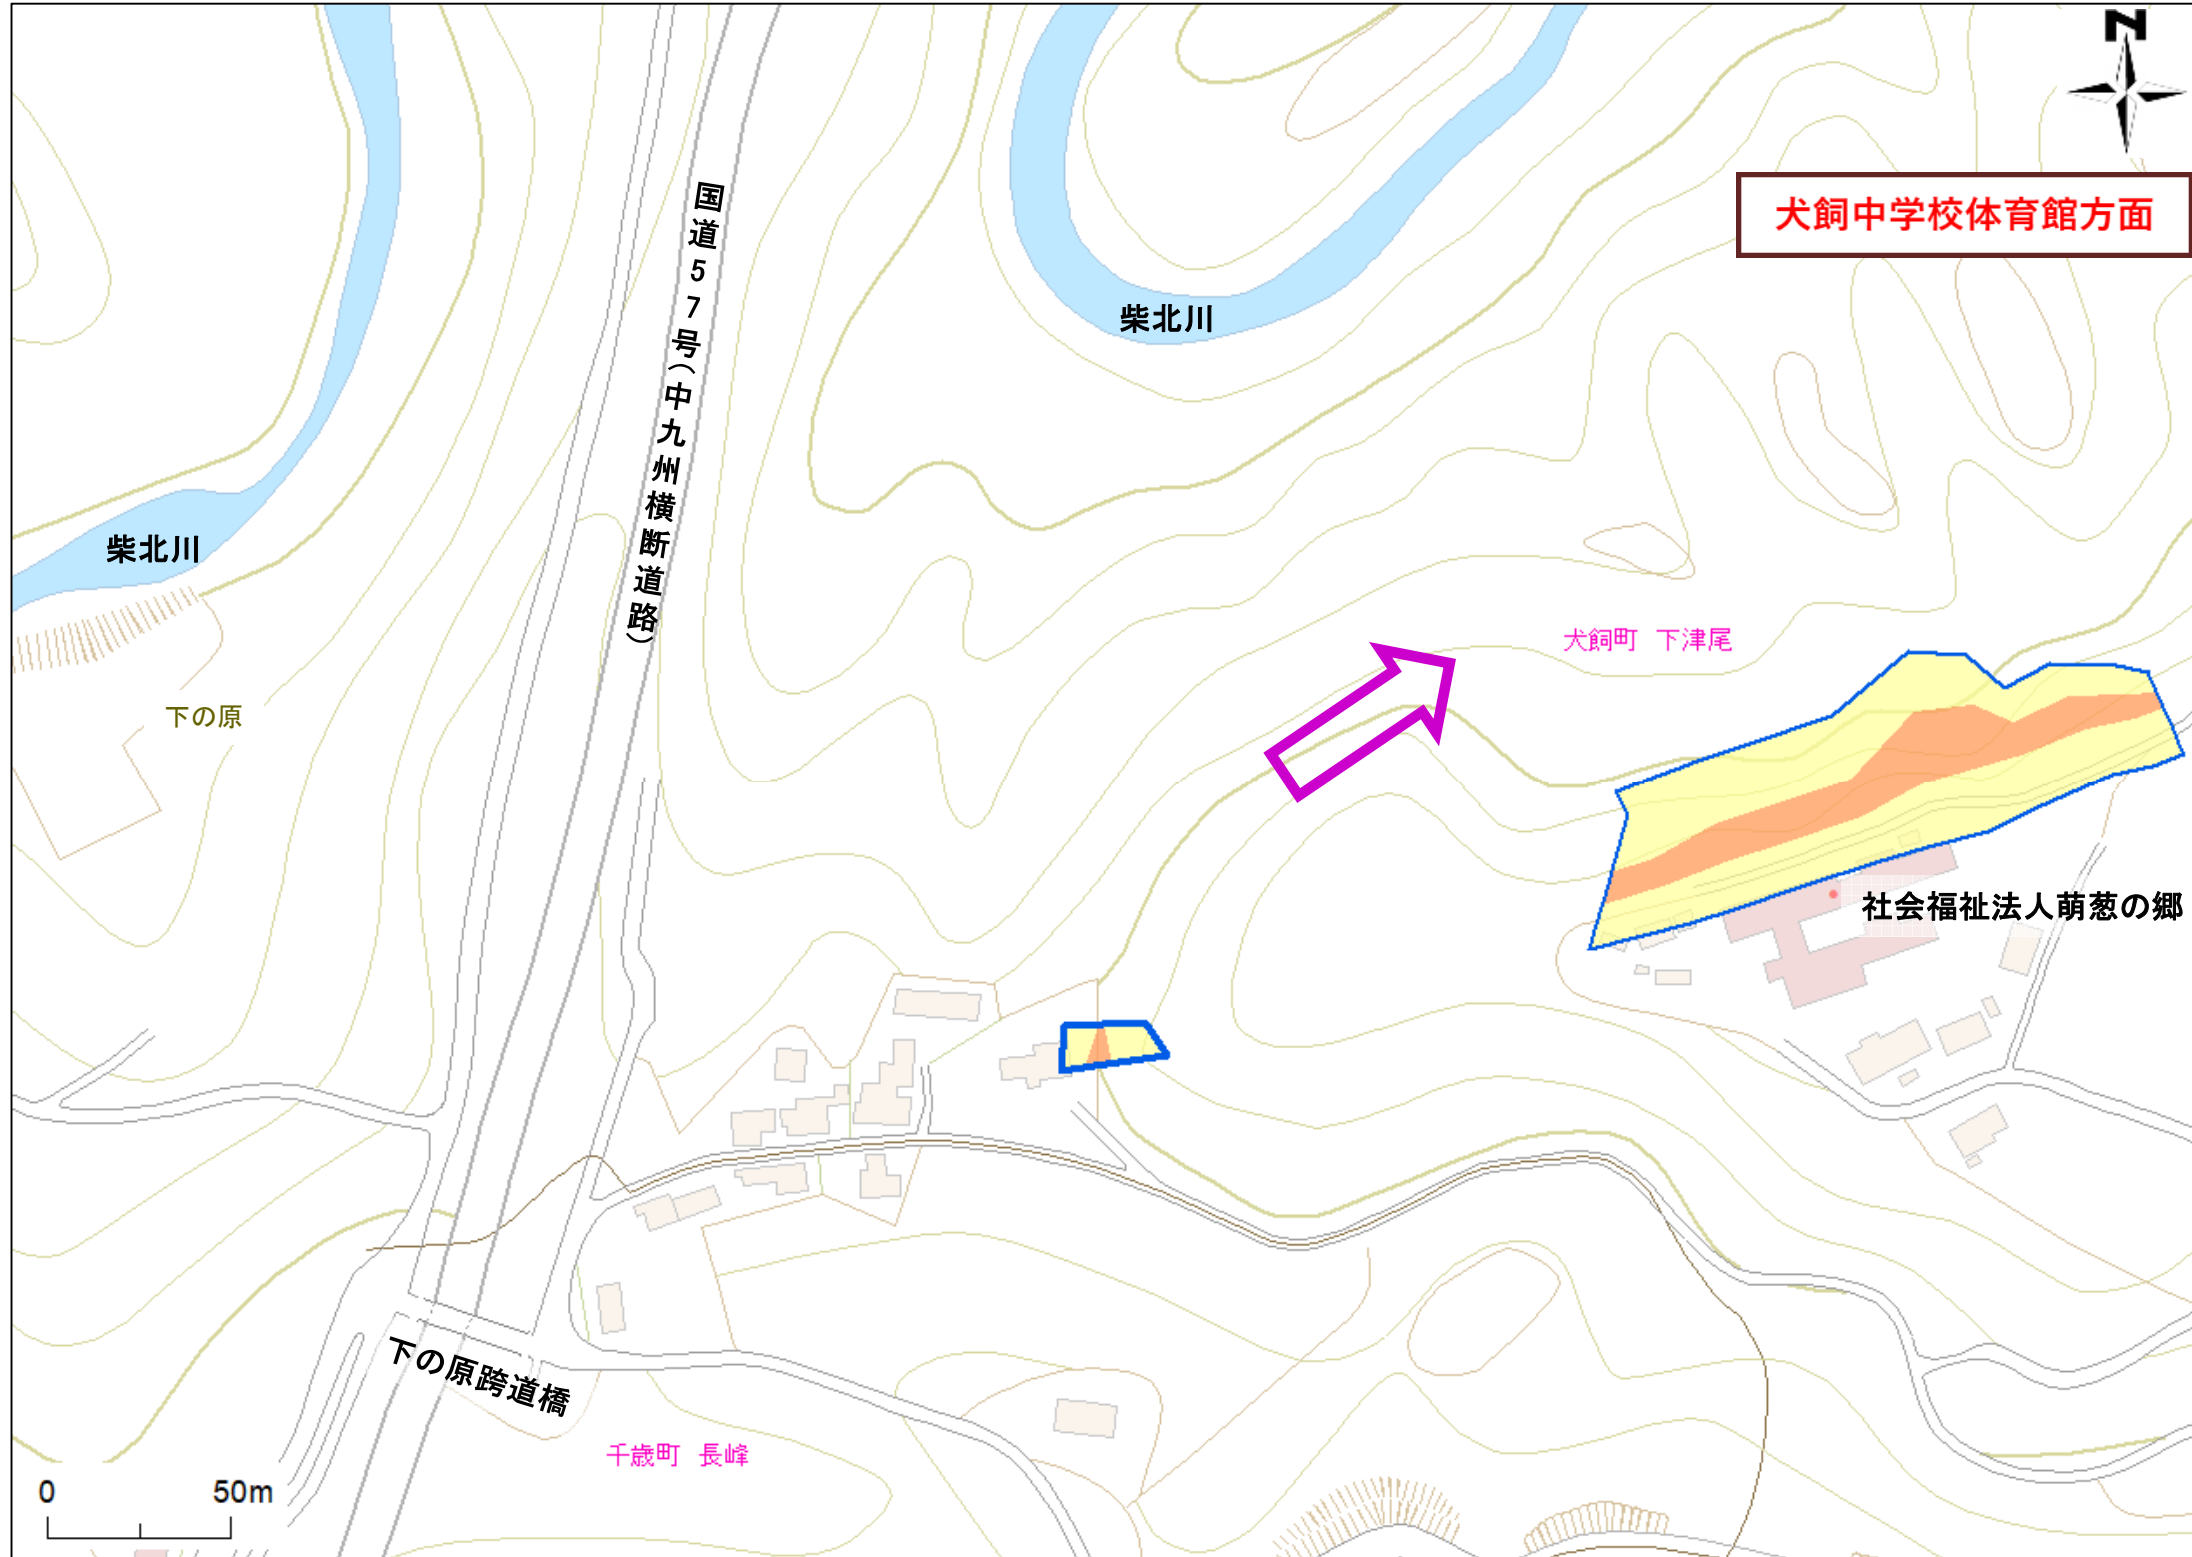 N
犬飼中学校体育館方面
国道57号(中九州横断道路)
柴北川
柴北川
犬飼町 下津尾
下の原
社会福祉法人萌葱の郷
下の原跨道橋
千歳町 長峰
0 50m